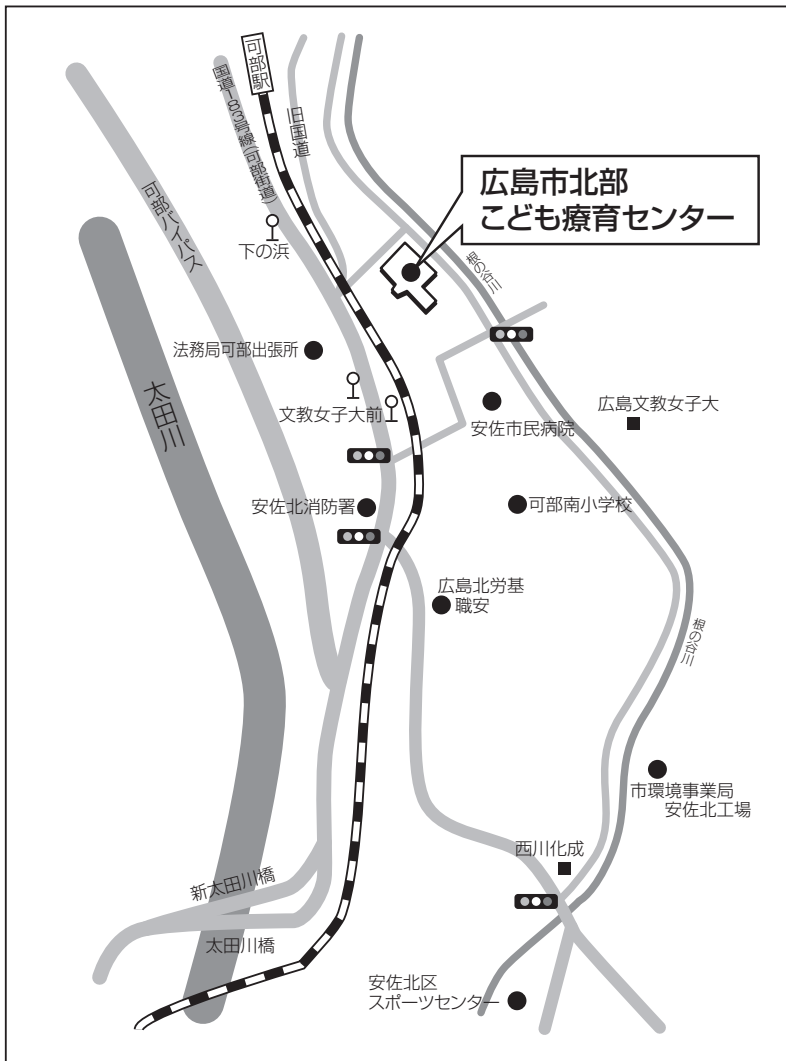 可部駅
国道183号線(可部街道)
旧国道
広島市北部
こども療育センター
可部バイパス
下の浜
根の谷川
法務局可部出張所
太田川
文教女子大前
安佐市民病院
広島文教女子大
安佐北消防署
可部南小学校
広島北労基
職安
根の谷川
市環境事業局
安佐北工場
西川化成
新太田川橋
太田川橋
安佐北区
スポーツセンター